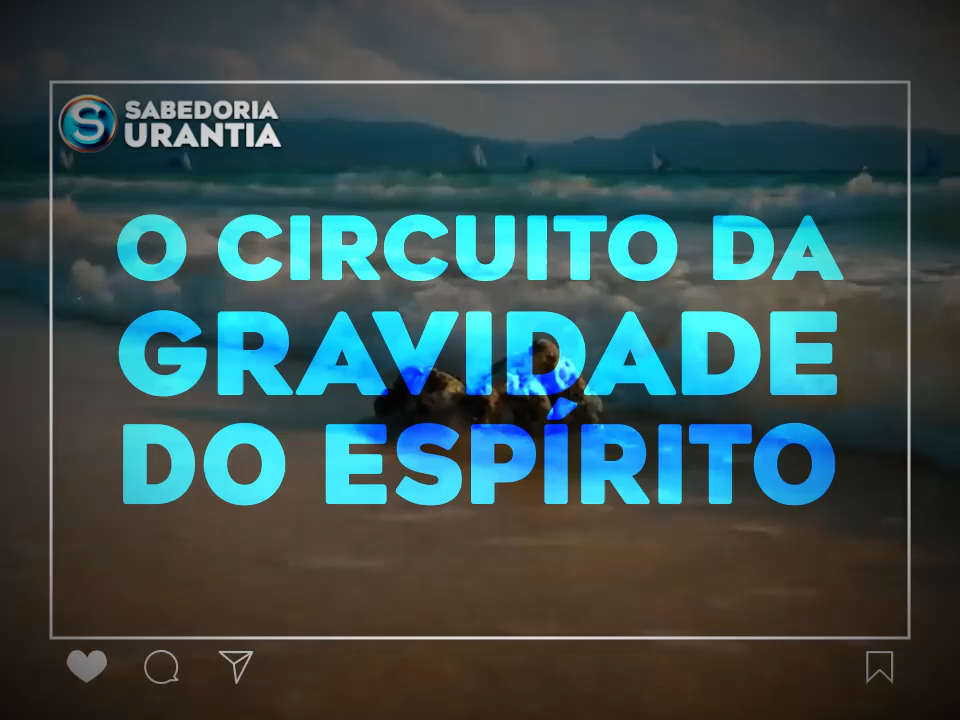 SABEDORIA
URANTIA
O CIRCUITO DA
GRAVIDADE
DO ESPÍRITO